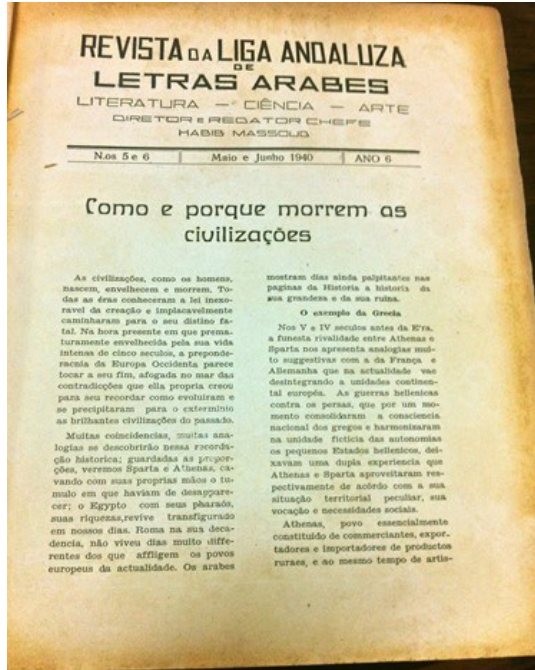 REVISTA DA LIGA ANDALUZA
DE
LETRAS ARABES
LITERATURA — CIÊNCIA — ARTE
DIRETOR E REDATOR CHEFE
HABIB MASSOUD
N.os 5 e 6 | Maio e Junho 1940 | ANO 6
Como e porque morrem as
civilizações
As civilizações, como os homens,
nascem, envelhecem e morrem. To-
das as éras conheceram a lei inexo-
ravel da creação e implacavelmente
caminharam para o seu distino fa-
tal. Na hora presente em que prema-
turamente envelhecida pela sua vida
intensa de cinco seculos, a preponde-
racnia da Europa Occidenta parece
tocar a seu fim, afogada no mar das
contradicções que ella propria creou
para seu recordar como evoluiram e
se precipitaram para o exterminio
as brilhantes civilizações do passado.
Muitas coincidencias, muitas ana-
logias se descobrirão nessa recordu-
ção historica; guardadas as propor-
ções, veremos Sparta e Athenas, ca-
vando com suas proprias mãos o tu-
mulo em que haviam de desappare-
cer; o Egypto com seus pharaós,
suas riquezas,revive transfigurado
em nossos dias. Roma na sua deca-
dencia, não viveu dias muito diffe-
rentes dos que affligem os povos
europeus da actualidade. Os arabes
mostram dias ainda palpitantes nas
paginas da Historia a historia da
sua grandeza e da sua ruina.
O exemplo da Grecia
Nos V e IV seculos antes da E'ra,
a funesta rivalidade entre Athenas e
Sparta nos apresenta analogias mui-
to suggestivas com a da França e
Allemanha que na actualidade vae
desintegrando a unidades continen-
tal européa. As guerras hellenicas
contra os persas, que por um mo-
mento consolidaram a consciencia
nacional dos gregos e harmonizaram
na unidade ficticia das autonomias
os pequenos Estados hellenicos, dei-
xavam uma dupla experiencia que
Athenas e Sparta aproveitaram res-
pectivamente de acôrdo com a sua
situação territorial peculiar, sua
vocação e necessidades sociais.
Athenas, povo essencialmente
constituido de commerciantes, expor-
tadores e importadores de productos
ruraes, e ao mesmo tempo de artis-